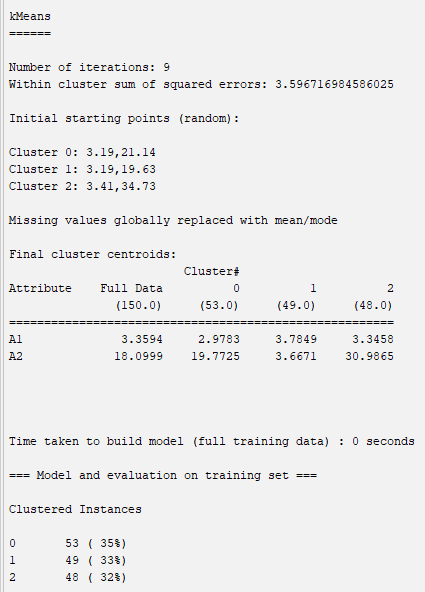 kMeans
======
Number of iterations: 9
Within cluster sum of squared errors: 3.596716984586025
Initial starting points (random):
Cluster 0: 3.19,21.14
Cluster 1: 3.19,19.63
Cluster 2: 3.41,34.73
Missing values globally replaced with mean/mode
Final cluster centroids:
                         Cluster#
Attribute    Full Data          0          1          2
               (150.0)     (53.0)     (49.0)     (48.0)
=======================================================
A1              3.3594     2.9783     3.7849     3.3458
A2             18.0999    19.7725     3.6671    30.9865
Time taken to build model (full training data) : 0 seconds
=== Model and evaluation on training set ===
Clustered Instances
0       53 ( 35%)
1       49 ( 33%)
2       48 ( 32%)